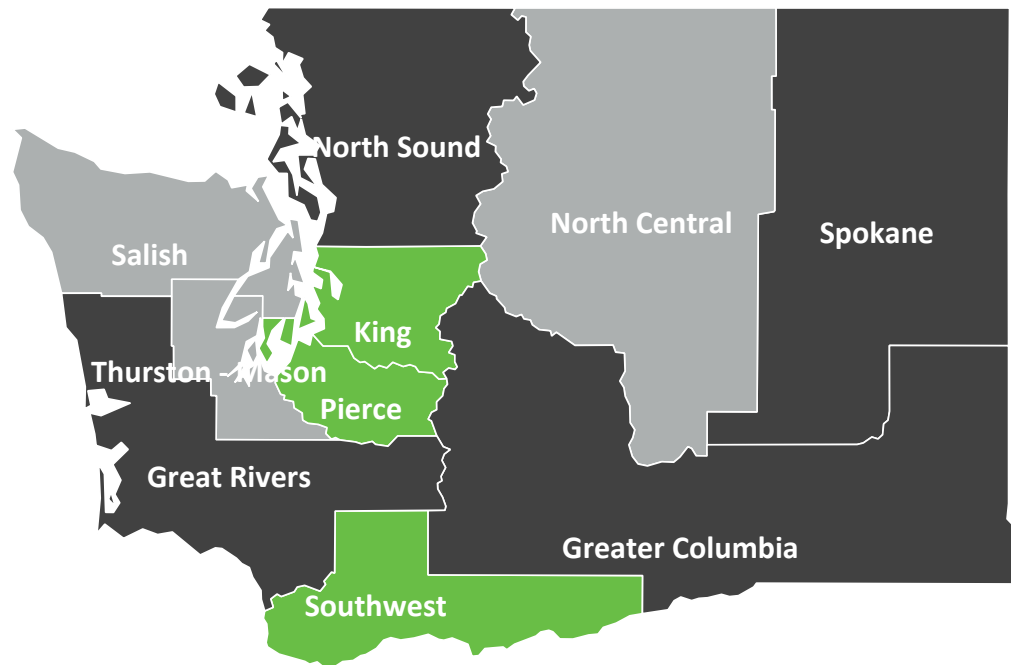 North Sound
North Central
Spokane
Salish
King
Thurston - Mason
Pierce
Great Rivers
Greater Columbia
Southwest